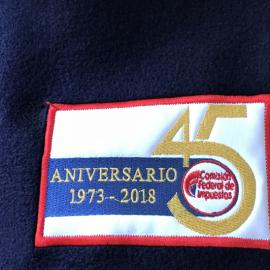 45
ANIVERSARIO
1973--2018
Comisión
Federal de
Impuestos